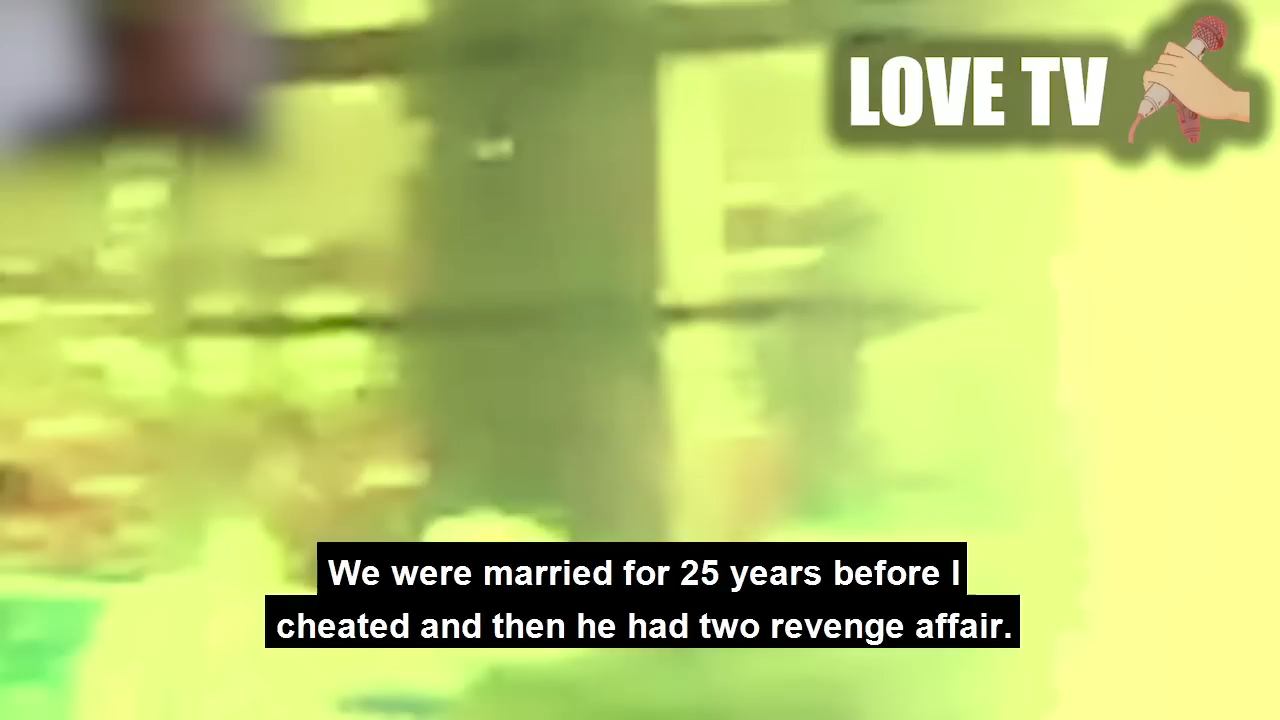 LOVE TV
We were married for 25 years before I
cheated and then he had two revenge affair.